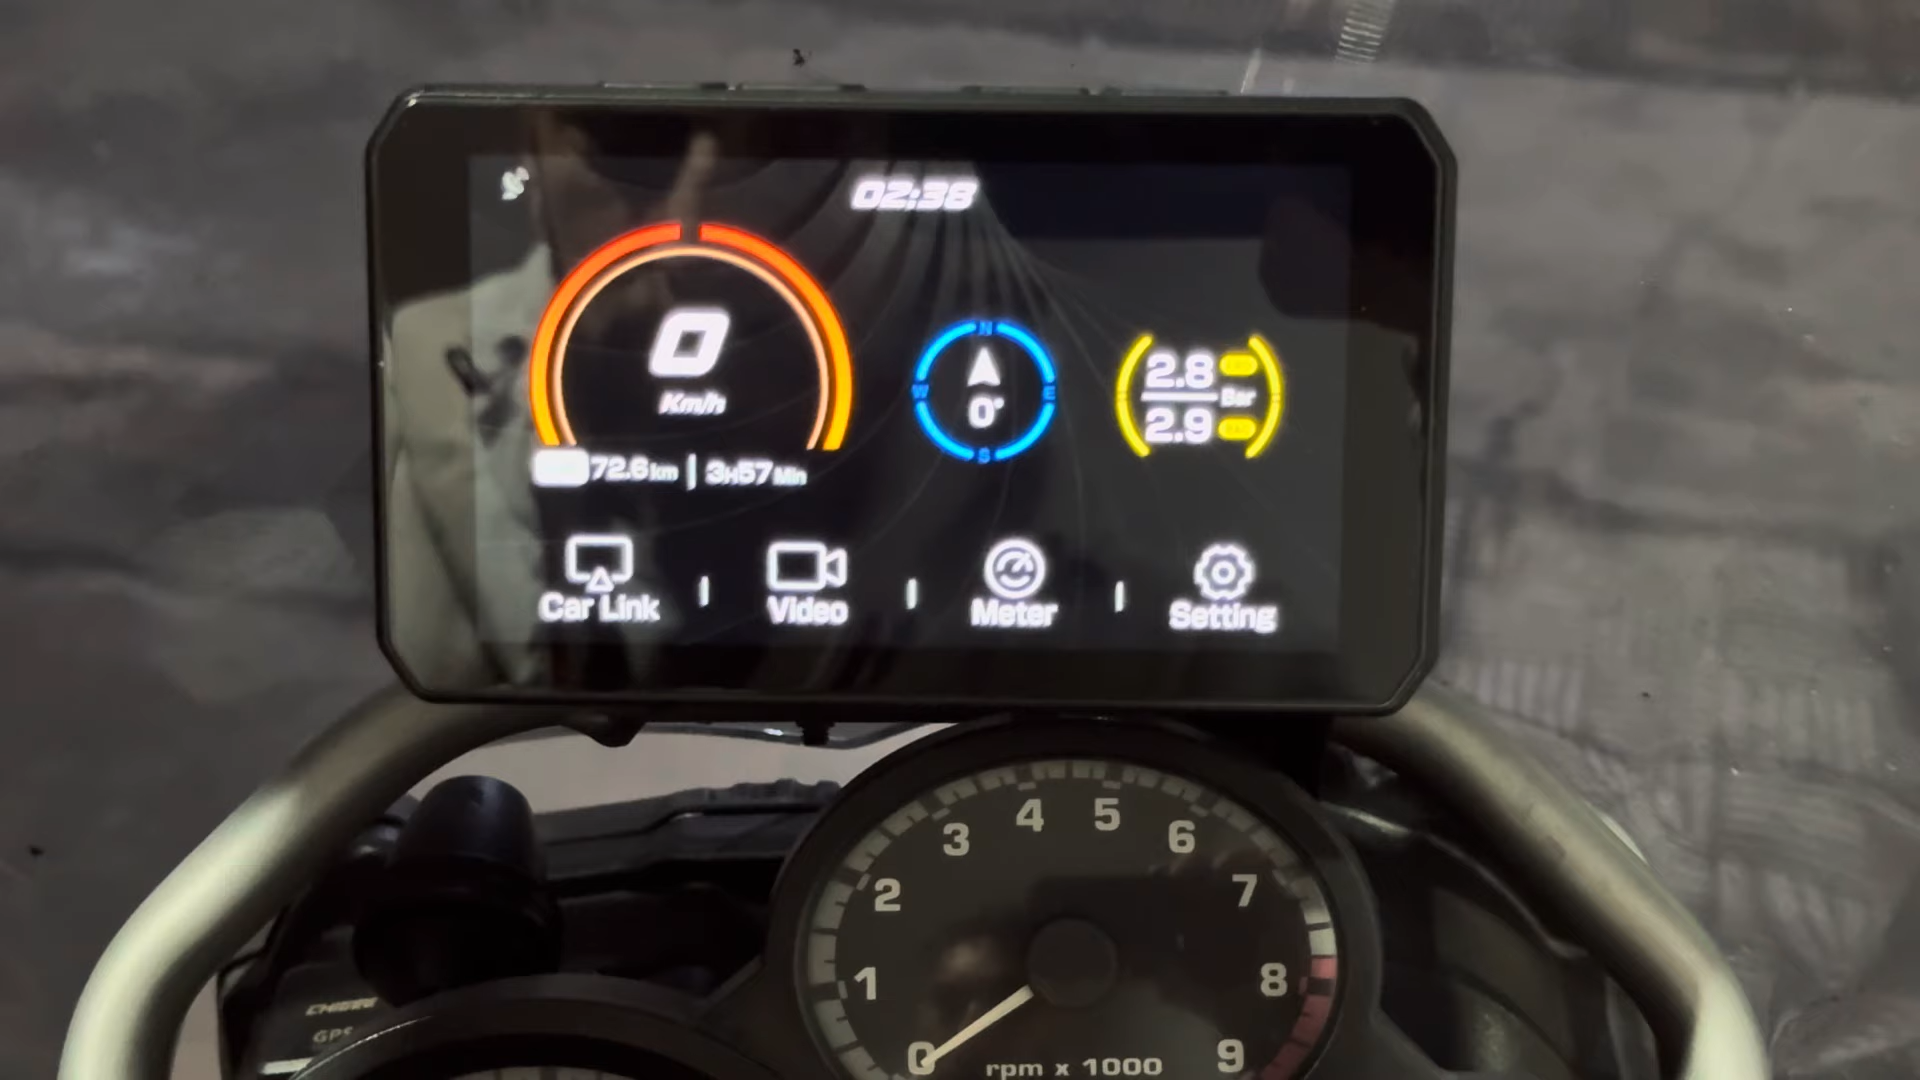 02:38
0
Km/h
N
W
E
S
0°
2.8
Bar
2.9
72.6km | 3H57Min
Car Link
Video
Meter
Setting
0
1
2
3
4
5
6
7
8
9
rpm x 1000
GPS